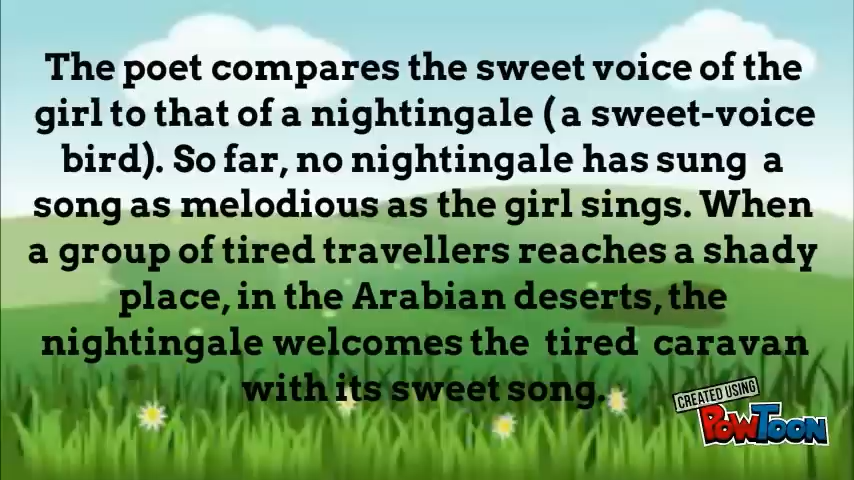 The poet compares the sweet voice of the
girl to that of a nightingale (a sweet-voice
bird). So far, no nightingale has sung a
song as melodious as the girl sings. When
a group of tired travellers reaches a shady
place, in the Arabian deserts, the
nightingale welcomes the tired caravan
with its sweet song.
CREATED USING
POWTOON